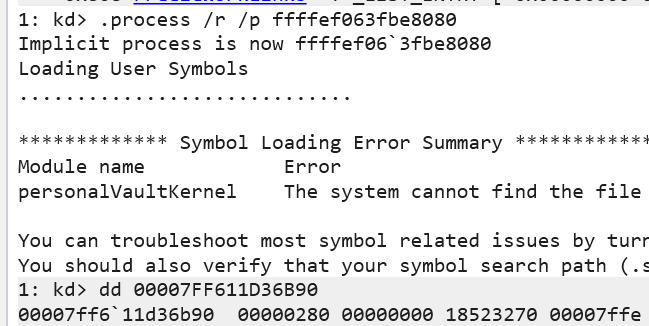 1: kd> .process /r /p ffffef063fbe8080
Implicit process is now ffffef06`3fbe8080
Loading User Symbols
.............................
************* Symbol Loading Error Summary ************
Module name            Error
personalVaultKernel    The system cannot find the file
You can troubleshoot most symbol related issues by turn
You should also verify that your symbol search path (.s
1: kd> dd 00007FF611D36B90
00007ff6`11d36b90  00000280 00000000 18523270 00007ffe